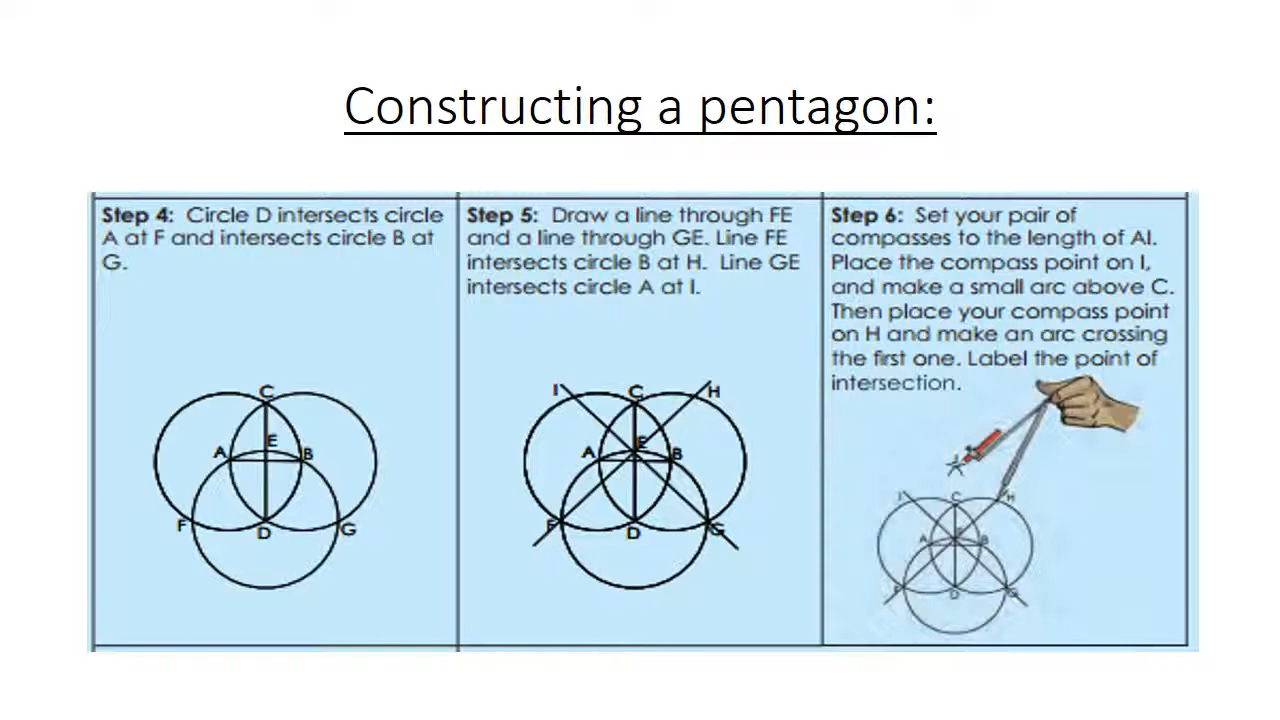 Constructing a pentagon:
Step 4: Circle D intersects circle
A at F and intersects circle B at
G.
C
E
A
B
F
D
G
Step 5: Draw a line through FE
and a line through GE. Line FE
intersects circle B at H. Line GE
intersects circle A at I.
I
C
H
E
A
B
F
D
G
Step 6: Set your pair of
compasses to the length of AI.
Place the compass point on I,
and make a small arc above C.
Then place your compass point
on H and make an arc crossing
the first one. Label the point of
intersection.
I
C
H
E
A
B
F
D
G